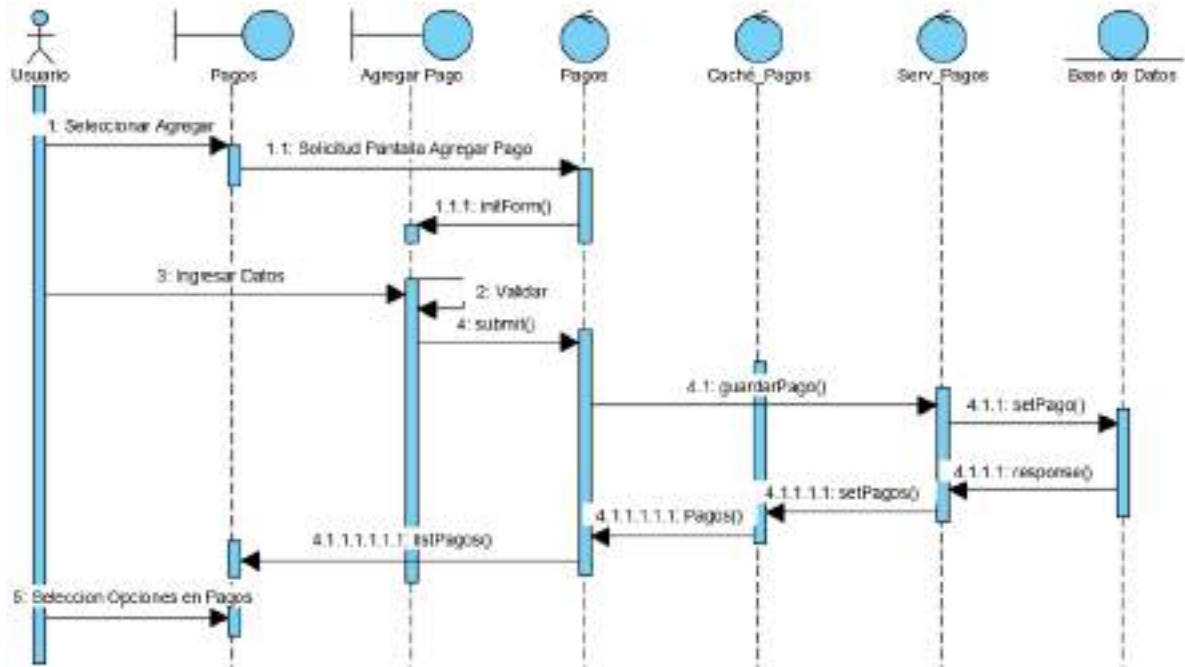 Usuario
Pagos
Agregar Pago
Pagos
Caché_Pagos
Serv_Pagos
Base de Datos
1: Seleccionar Agregar
1.1: Solicitud Pantalla Agregar Pago
1.1.1: initForm()
3: Ingresar Datos
2: Validar
4: submit()
4.1: guardarPago()
4.1.1: setPago()
4.1.1.1: response()
4.1.1.1.1: setPagos()
4.1.1.1.1.1: Pagos()
4.1.1.1.1.1.1: listPagos()
5: Seleccion Opciones en Pagos